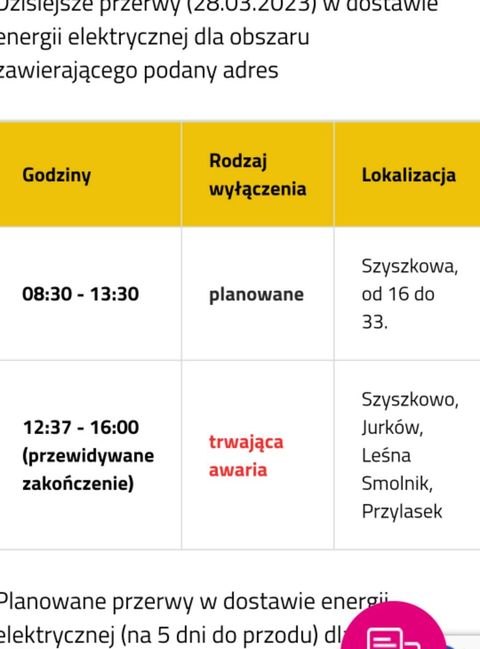 Dzisiejsze przerwy (28.03.2023) w dostawie
energii elektrycznej dla obszaru
zawierającego podany adres
Godziny
Rodzaj
wyłączenia
Lokalizacja
08:30 - 13:30
planowane
Szyszkowa,
od 16 do
33.
12:37 - 16:00
(przewidywane
zakończenie)
trwająca
awaria
Szyszkowo,
Jurków,
Leśna
Smolnik,
Przylasek
Planowane przerwy w dostawie energii
elektrycznej (na 5 dni do przodu)